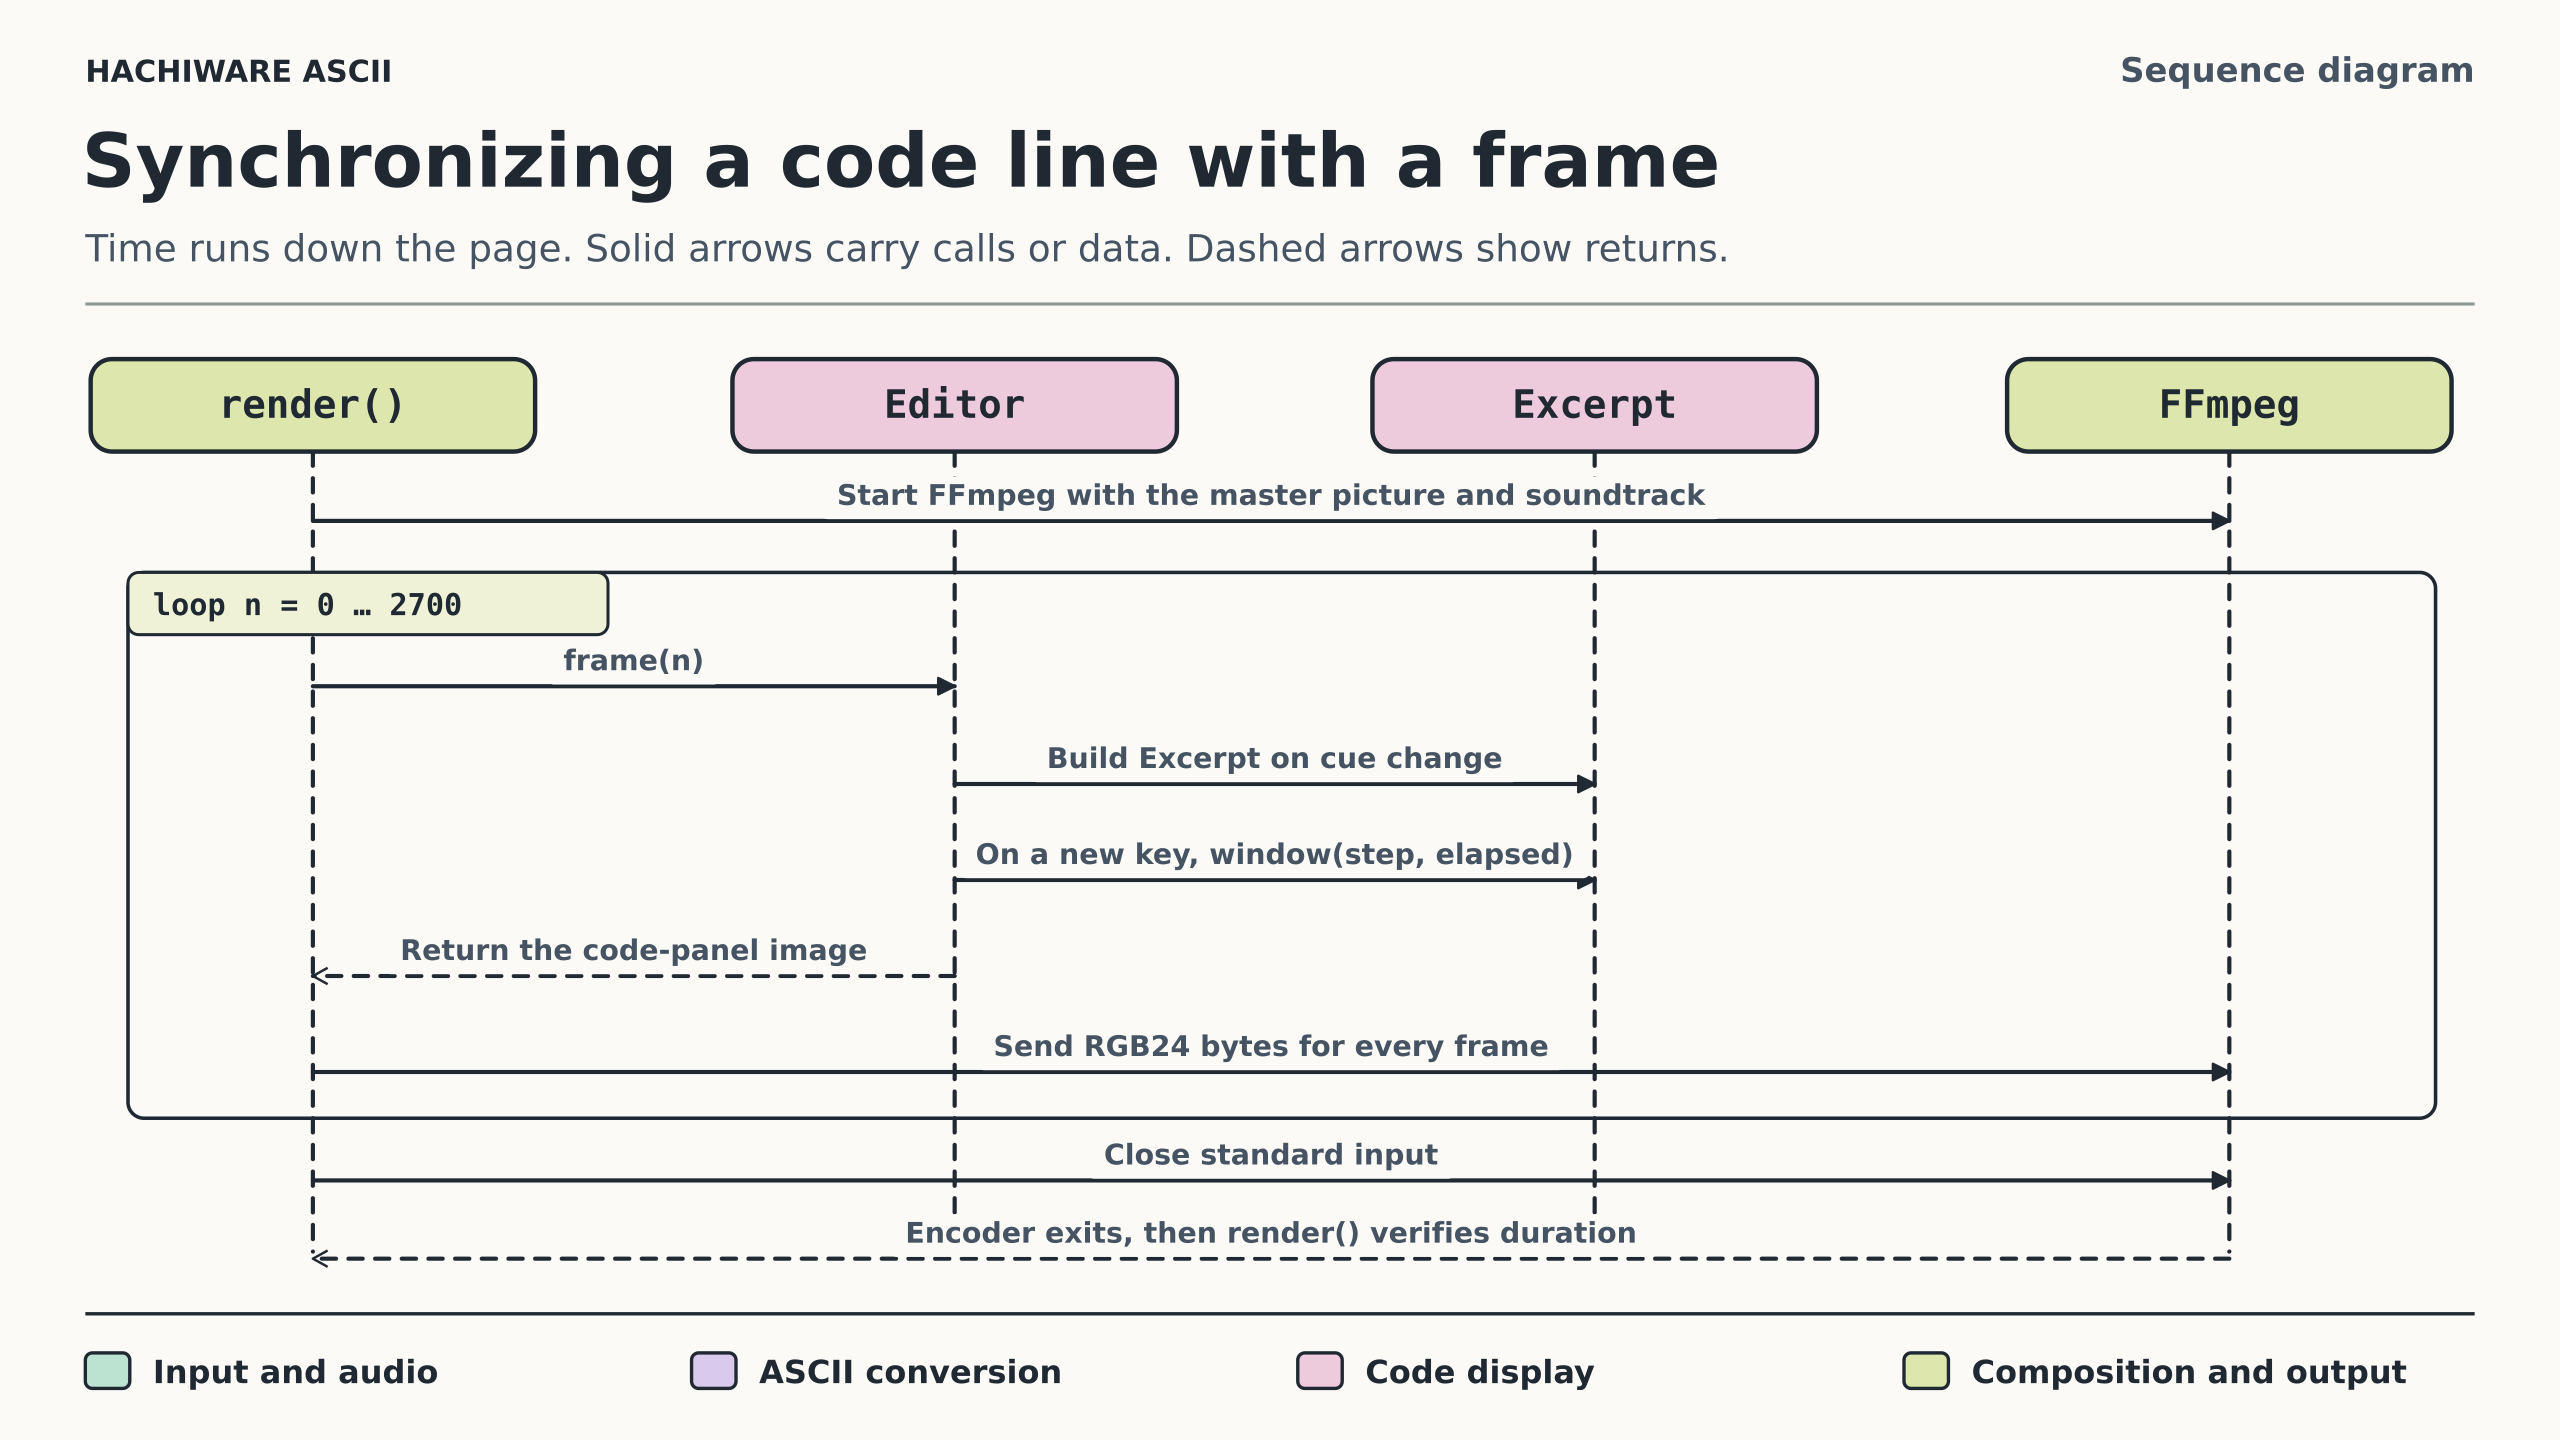 HACHIWARE ASCII
Sequence diagram
Synchronizing a code line with a frame
Time runs down the page. Solid arrows carry calls or data. Dashed arrows show returns.
render()
Editor
Excerpt
FFmpeg
Start FFmpeg with the master picture and soundtrack
loop n = 0 … 2700
frame(n)
Build Excerpt on cue change
On a new key, window(step, elapsed)
Return the code-panel image
Send RGB24 bytes for every frame
Close standard input
Encoder exits, then render() verifies duration
Input and audio
ASCII conversion
Code display
Composition and output